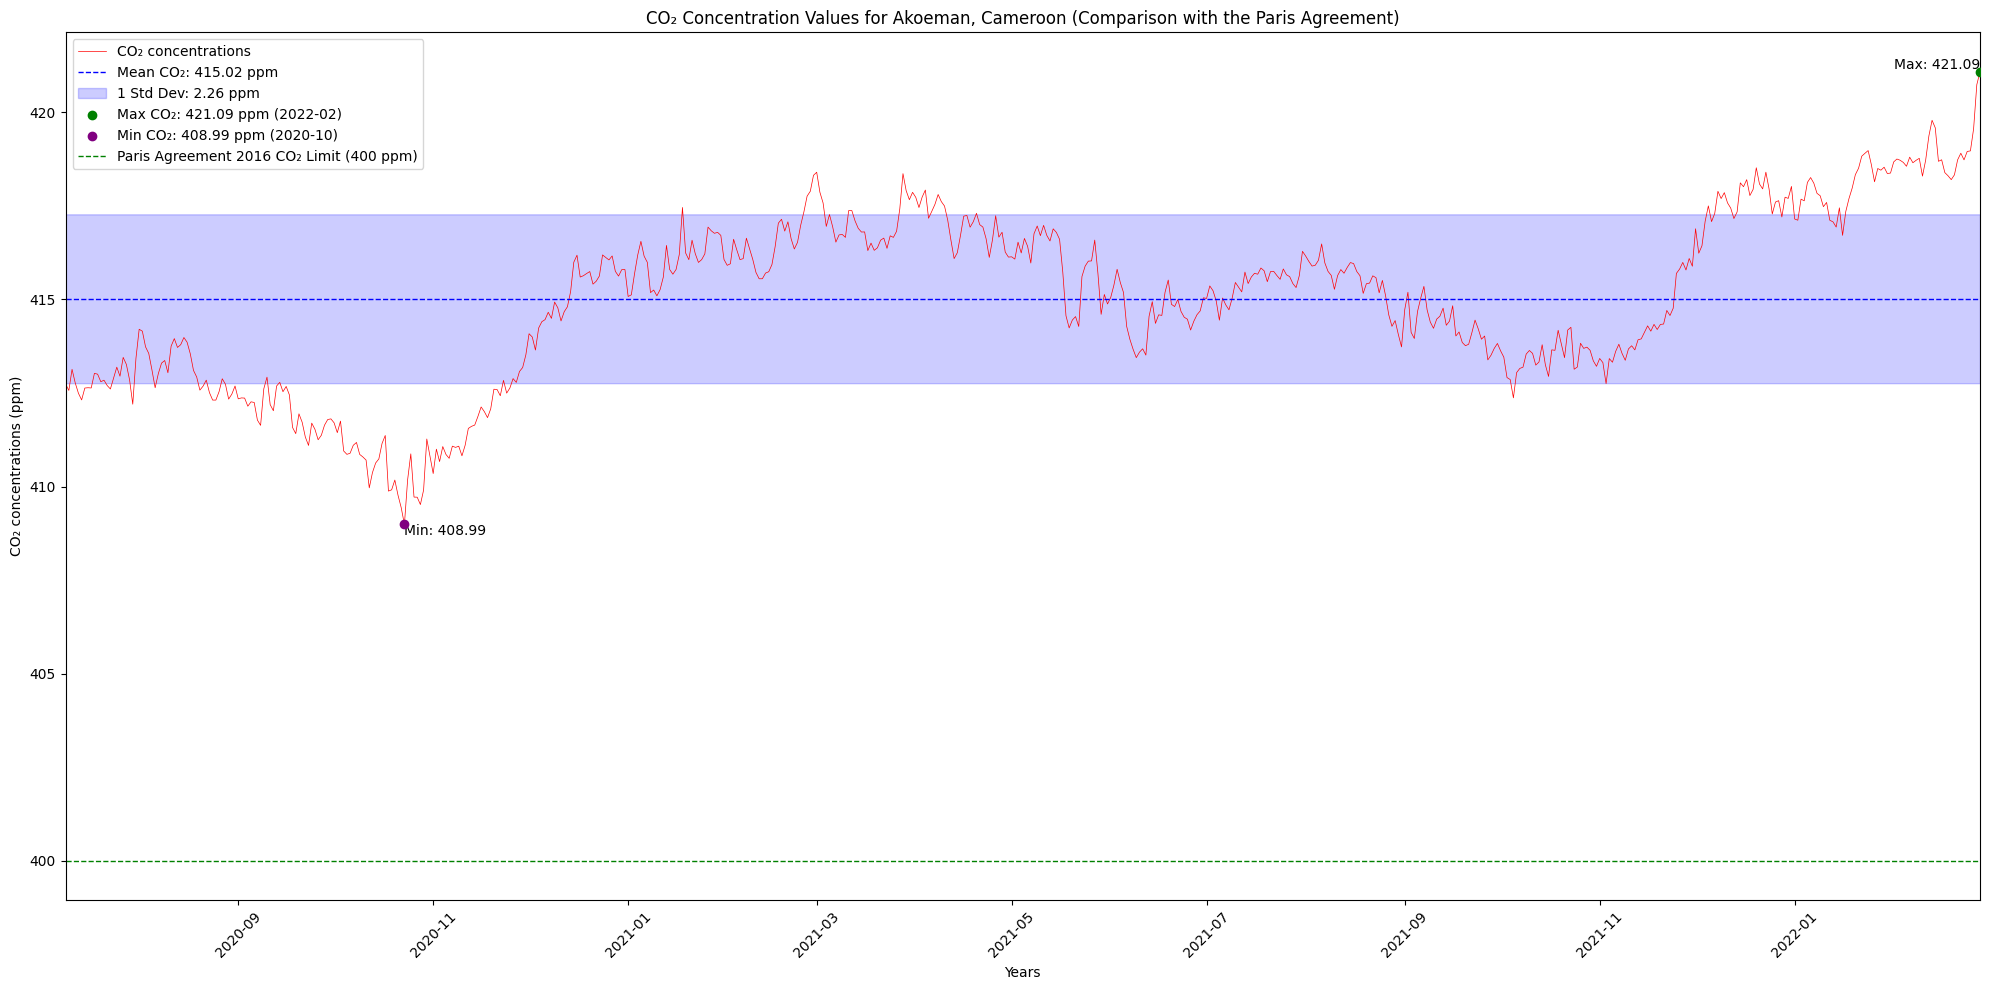 CO₂ Concentration Values for Akoeman, Cameroon (Comparison with the Paris Agreement)
CO₂ concentrations
Mean CO₂: 415.02 ppm
1 Std Dev: 2.26 ppm
Max CO₂: 421.09 ppm (2022-02)
Min CO₂: 408.99 ppm (2020-10)
Paris Agreement 2016 CO₂ Limit (400 ppm)
Max: 421.09
Min: 408.99
CO₂ concentrations (ppm)
420
415
410
405
400
2020-09
2020-11
2021-01
2021-03
2021-05
2021-07
2021-09
2021-11
2022-01
Years